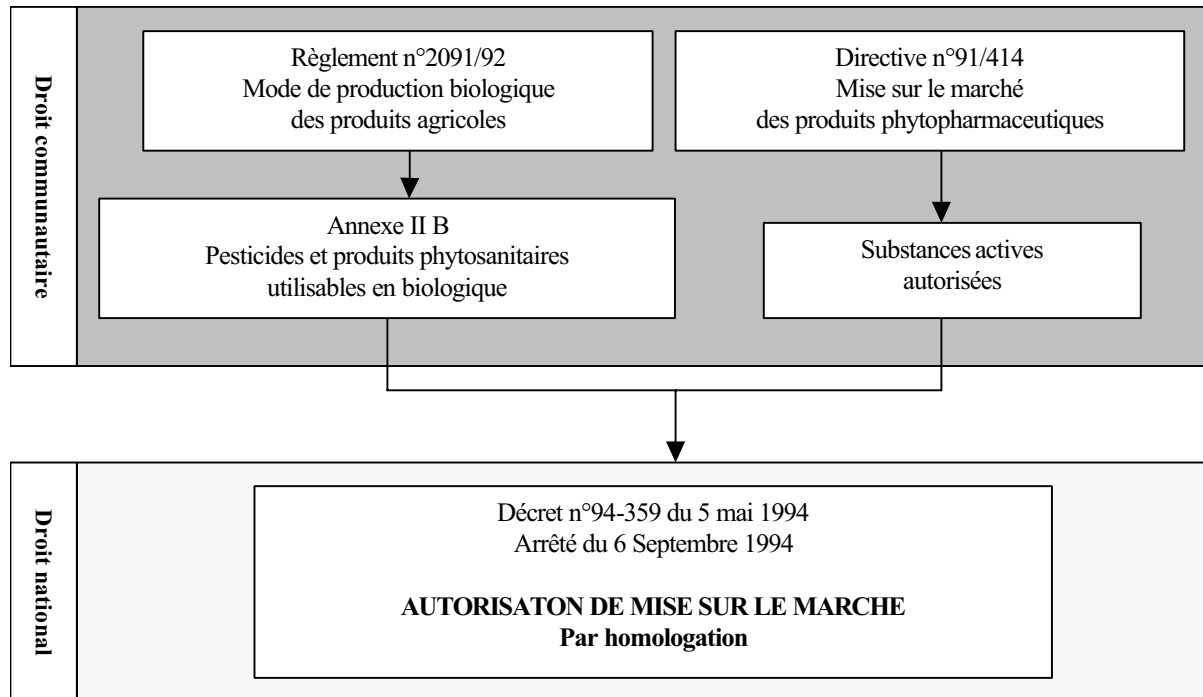 Droit communautaire
Règlement n°2091/92
Mode de production biologique
des produits agricoles
Directive n°91/414
Mise sur le marché
des produits phytopharmaceutiques
Annexe II B
Pesticides et produits phytosanitaires
utilisables en biologique
Substances actives
autorisées
Droit national
Décret n°94-359 du 5 mai 1994
Arrêté du 6 Septembre 1994
AUTORISATON DE MISE SUR LE MARCHE
Par homologation